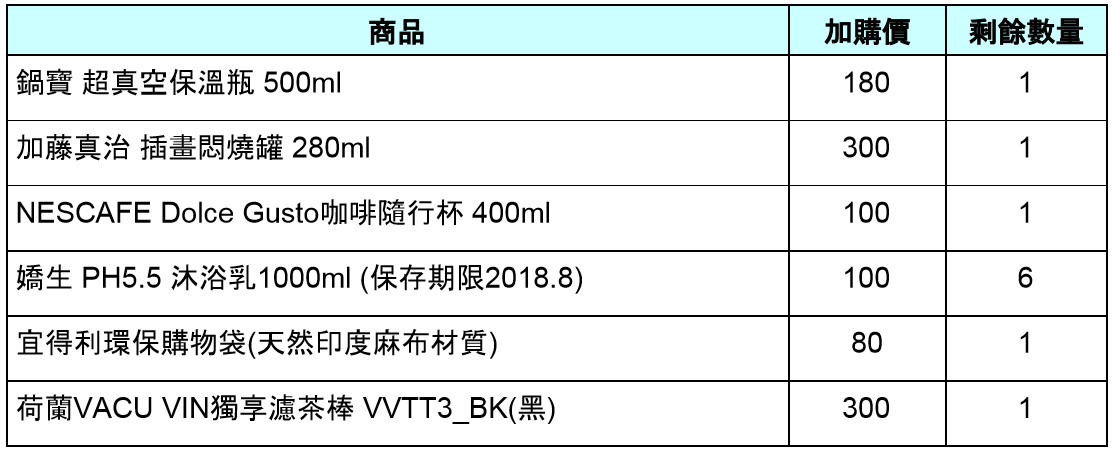 商品 加購價 剩餘數量
鍋寶 超真空保溫瓶 500ml 180 1
加藤真治 插畫悶燒罐 280ml 300 1
NESCAFE Dolce Gusto咖啡隨行杯 400ml 100 1
嬌生 PH5.5 沐浴乳1000ml (保存期限2018.8) 100 6
宜得利環保購物袋(天然印度麻布材質) 80 1
荷蘭VACU VIN獨享濾茶棒 VVTT3_BK(黑) 300 1